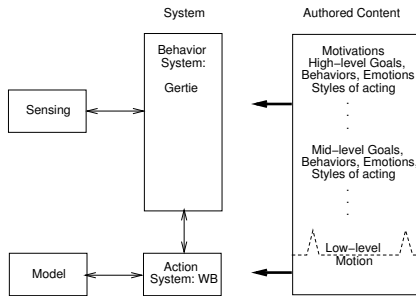 System
Authored Content
Behavior
System:
Gertie
Sensing
Motivations
High-level Goals,
Behaviors, Emotions
Styles of acting
.
.
.
Mid-level Goals,
Behaviors, Emotions,
Styles of acting
.
.
.
Low-level
Motion
Model
Action
System: WB